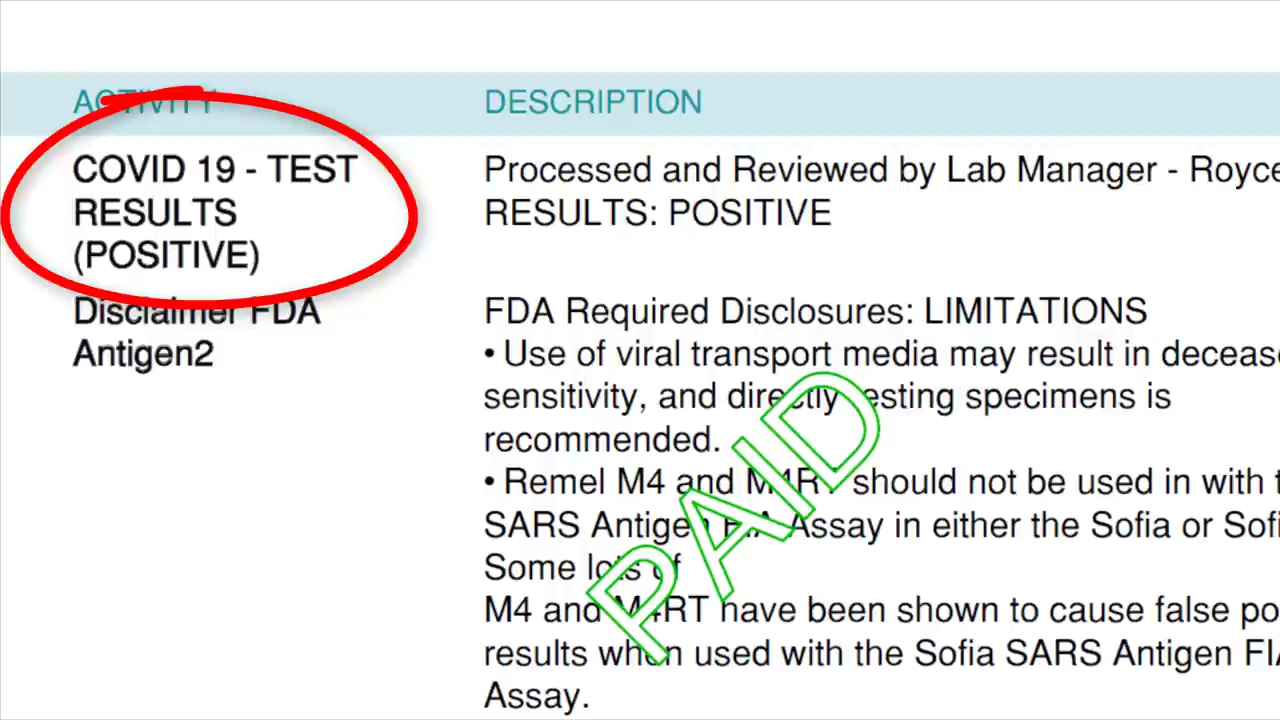 ACTIVITY DESCRIPTION
COVID 19 - TEST Processed and Reviewed by Lab Manager - Royce
RESULTS RESULTS: POSITIVE
(POSITIVE)
Disclaimer FDA FDA Required Disclosures: LIMITATIONS
Antigen2 • Use of viral transport media may result in decease
sensitivity, and directly testing specimens is
recommended.
• Remel M4 and M4RT should not be used in with t
SARS Antigen FIA Assay in either the Sofia or Sofi
Some lots of
M4 and M4RT have been shown to cause false po
results when used with the Sofia SARS Antigen FIA
Assay.
PAID